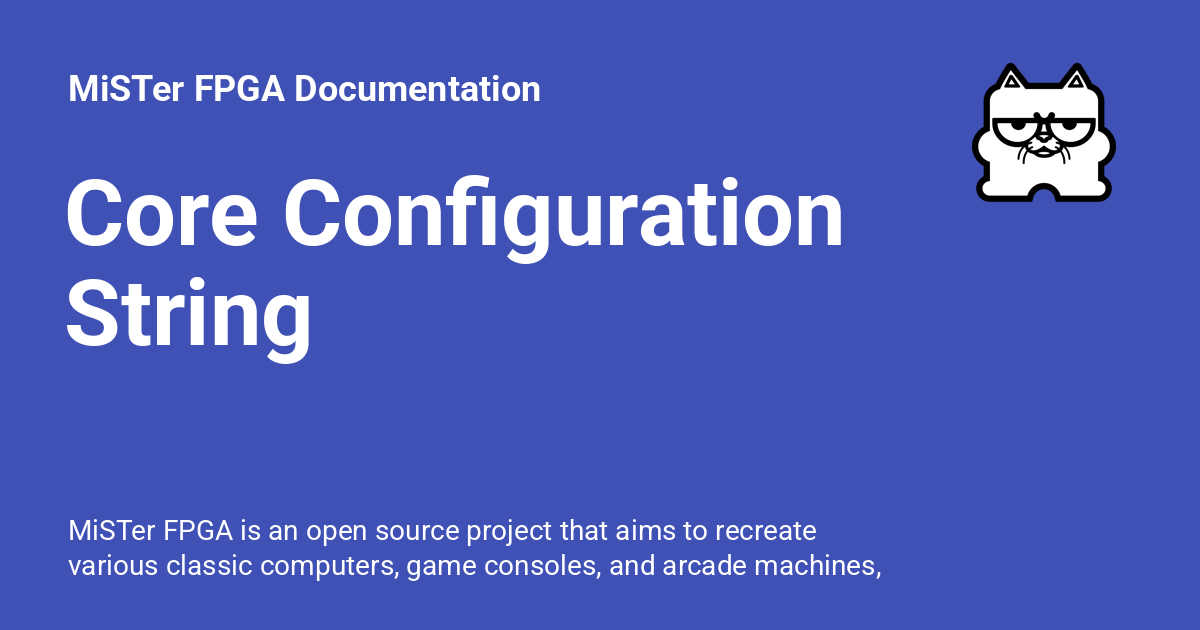 MiSTer FPGA Documentation
Core Configuration
String
MiSTer FPGA is an open source project that aims to recreate
various classic computers, game consoles, and arcade machines,